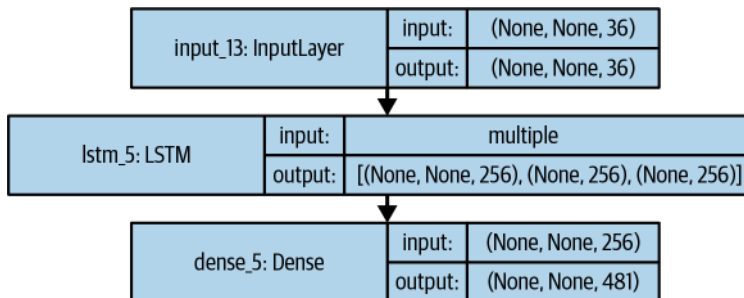 input_13: InputLayer
input: (None, None, 36)
output: (None, None, 36)
lstm_5: LSTM
input: multiple
output: [(None, None, 256), (None, 256), (None, 256)]
dense_5: Dense
input: (None, None, 256)
output: (None, None, 481)